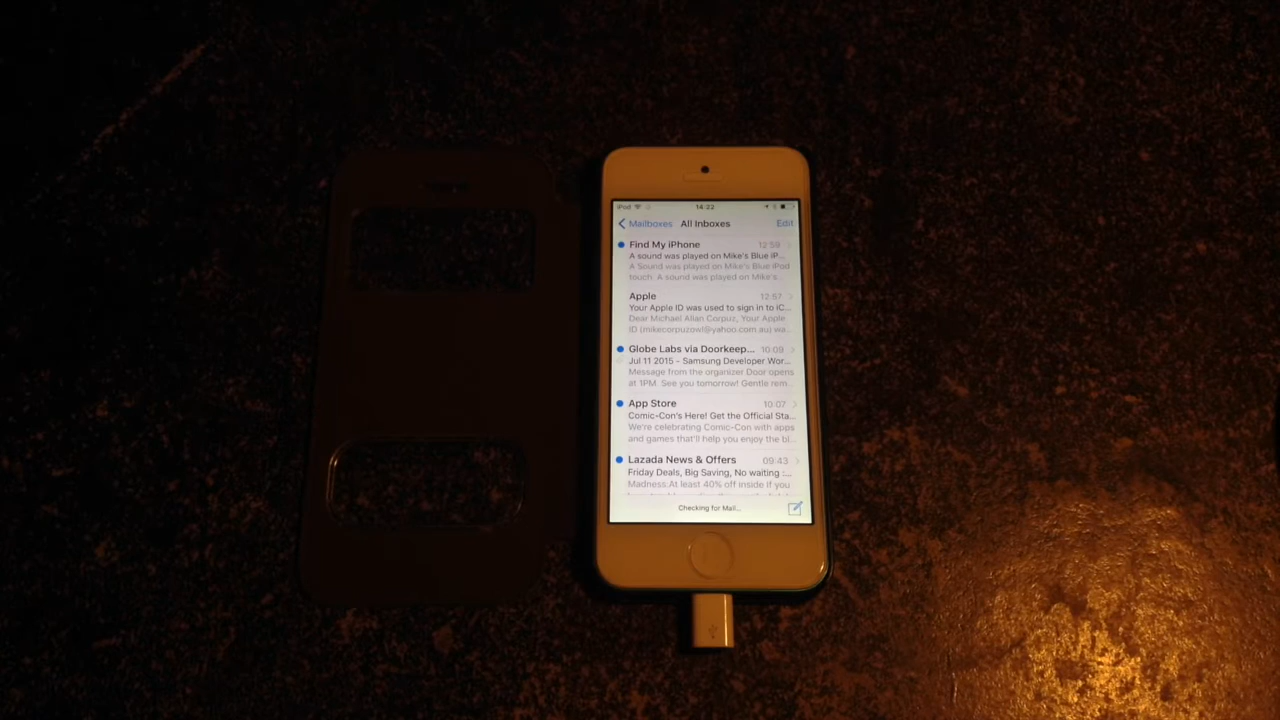 iPod 14:22
Mailboxes All Inboxes Edit
Find My iPhone 12:59
A sound was played on Mike's Blue iP...
A Sound was played on Mike's Blue iPod
touch A sound was played on Mike's
Apple 12:57
Your Apple ID was used to sign in to iC...
Dear Michael Allan Corpuz, Your Apple
ID (mikecorpuzowl@yahoo.com.au) wa...
Globe Labs via Doorkeep... 10:09
Jul 11 2015 - Samsung Developer Wor...
Message from the organizer Door opens
at 1PM See you tomorrow! Gentle rem...
App Store 10:07
Comic-Con's Here! Get the Official Sta...
We're celebrating Comic-Con with apps
and games that'll help you enjoy the bl...
Lazada News & Offers 09:43
Friday Deals, Big Saving, No waiting :...
Madness:At least 40% off inside If you
Checking for Mail...